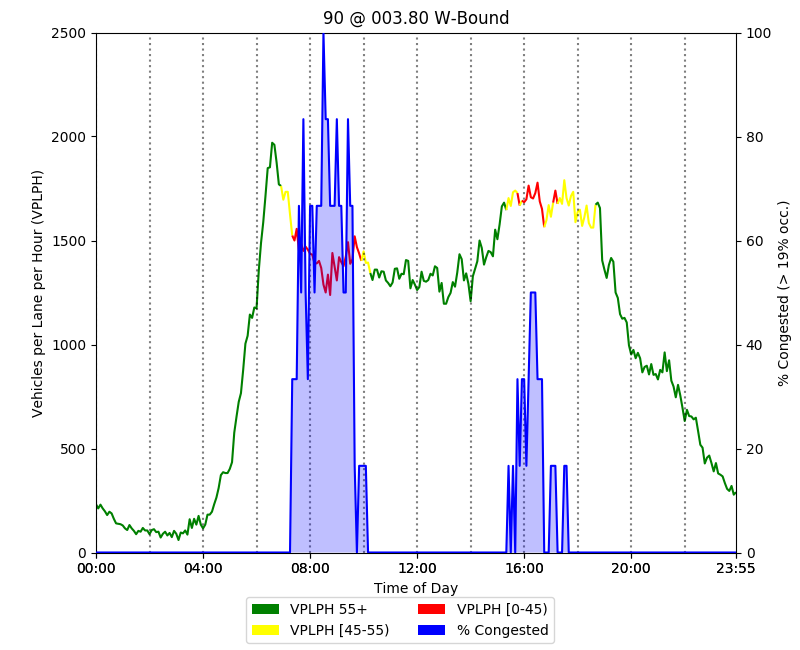 90 @ 003.80 W-Bound
2500
2000
1500
1000
500
0
Vehicles per Lane per Hour (VPLPH)
100
80
60
40
20
0
% Congested (> 19% occ.)
00:00 04:00 08:00 12:00 16:00 20:00 23:55
Time of Day
VPLPH 55+ VPLPH [0-45)
VPLPH [45-55) % Congested